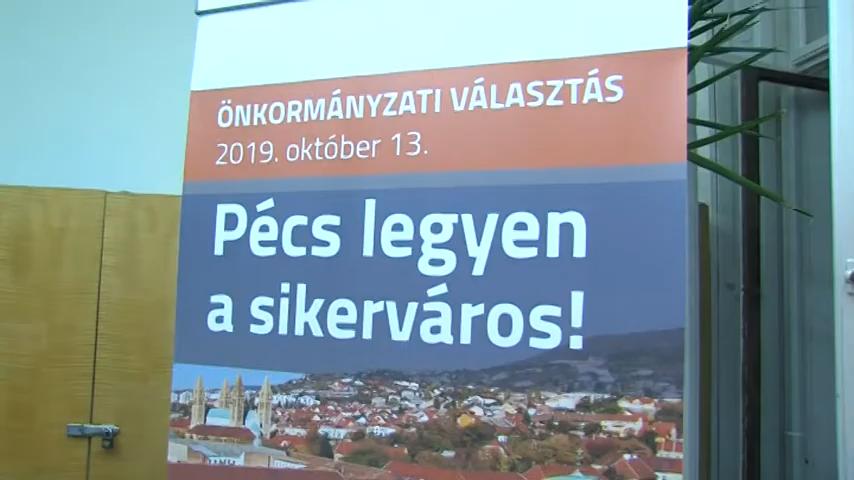 ÖNKORMÁNYZATI VÁLASZTÁS
2019. október 13.
Pécs legyen
a sikerváros!